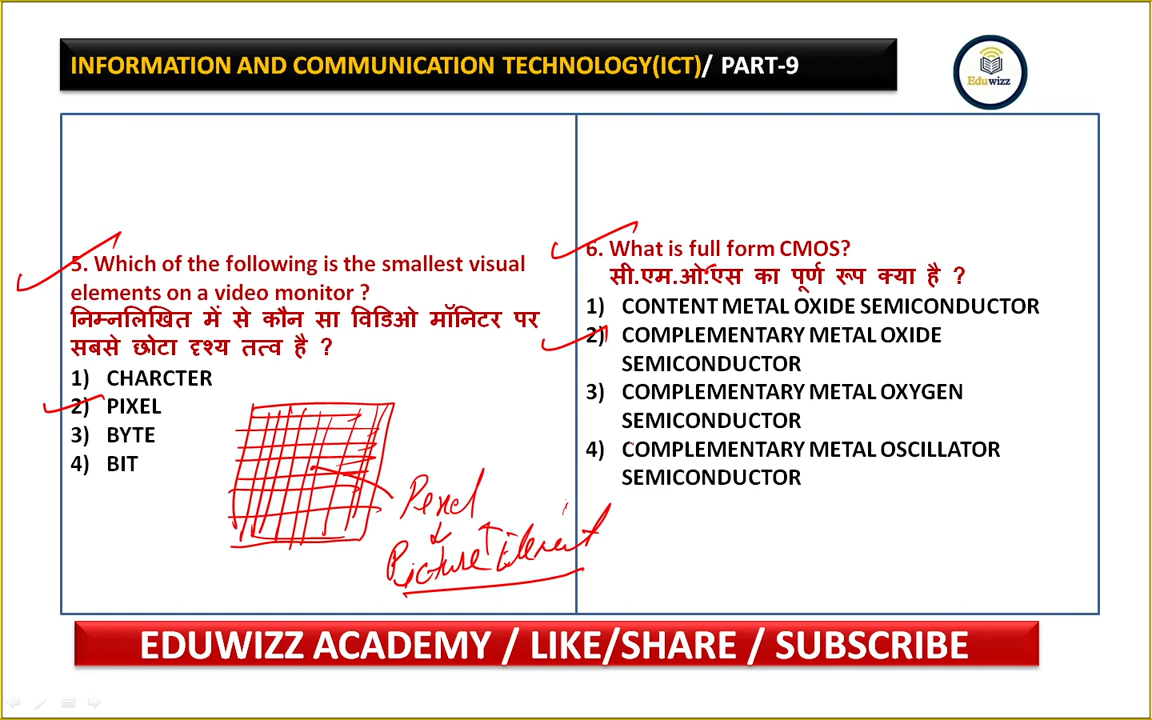 INFORMATION AND COMMUNICATION TECHNOLOGY(ICT)/ PART-9
Eduwizz
5. Which of the following is the smallest visual
elements on a video monitor ?
निम्नलिखित में से कौन सा विडिओ मॉनिटर पर
सबसे छोटा दृश्य तत्व है ?
1) CHARCTER
2) PIXEL
3) BYTE
4) BIT
Picture Element
6. What is full form CMOS?
सी.एम.ओ.एस का पूर्ण रूप क्या है ?
1) CONTENT METAL OXIDE SEMICONDUCTOR
2) COMPLEMENTARY METAL OXIDE
SEMICONDUCTOR
3) COMPLEMENTARY METAL OXYGEN
SEMICONDUCTOR
4) COMPLEMENTARY METAL OSCILLATOR
SEMICONDUCTOR
EDUWIZZ ACADEMY / LIKE/SHARE / SUBSCRIBE